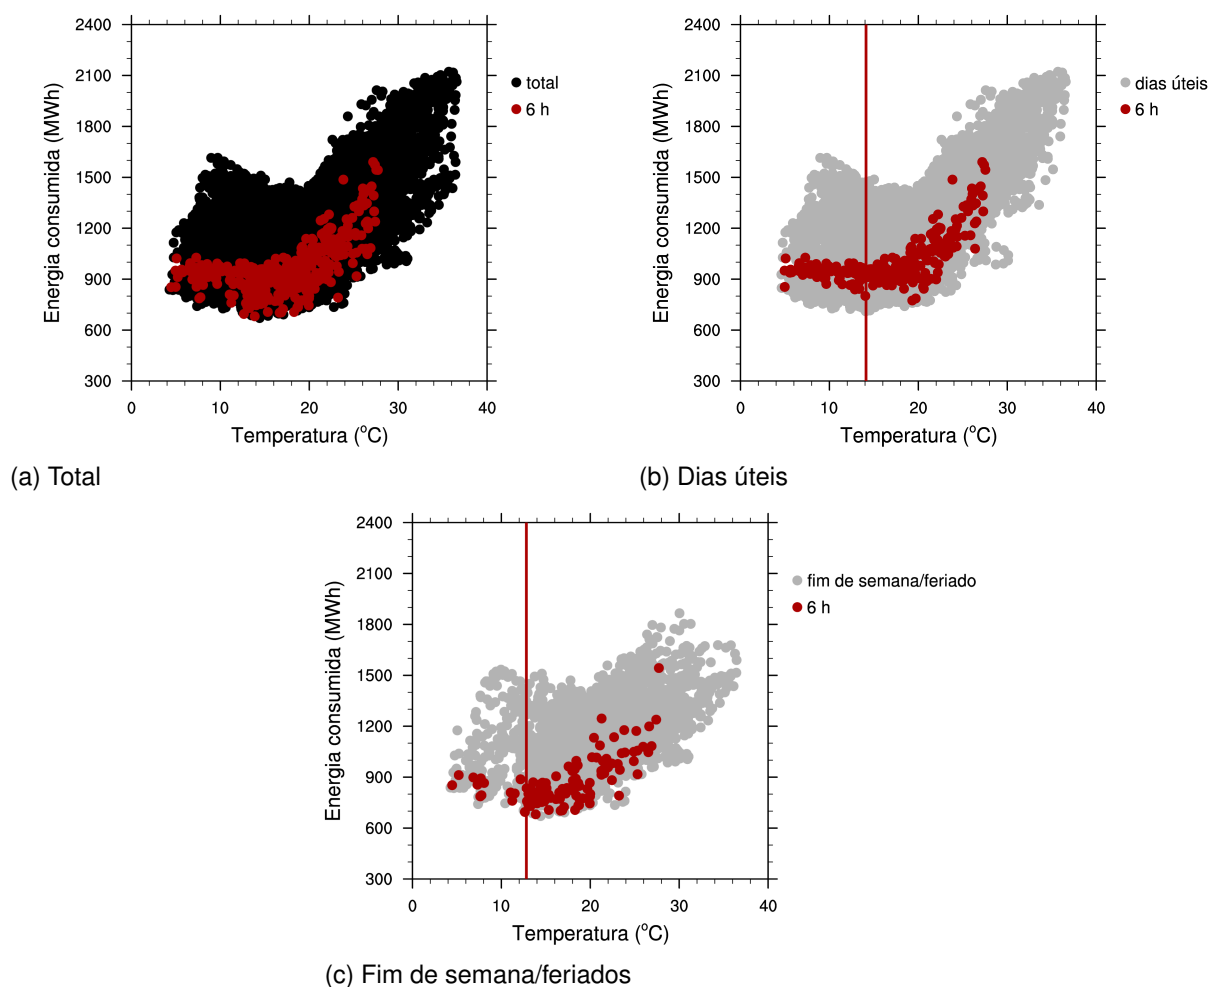 2400
2100
1800
1500
1200
900
600
300
Energia consumida (MWh)
0 10 20 30 40
Temperatura (°C)
total
6 h
(a) Total
2400
2100
1800
1500
1200
900
600
300
Energia consumida (MWh)
0 10 20 30 40
Temperatura (°C)
dias úteis
6 h
(b) Dias úteis
2400
2100
1800
1500
1200
900
600
300
Energia consumida (MWh)
0 10 20 30 40
Temperatura (°C)
fim de semana/feriado
6 h
(c) Fim de semana/feriados